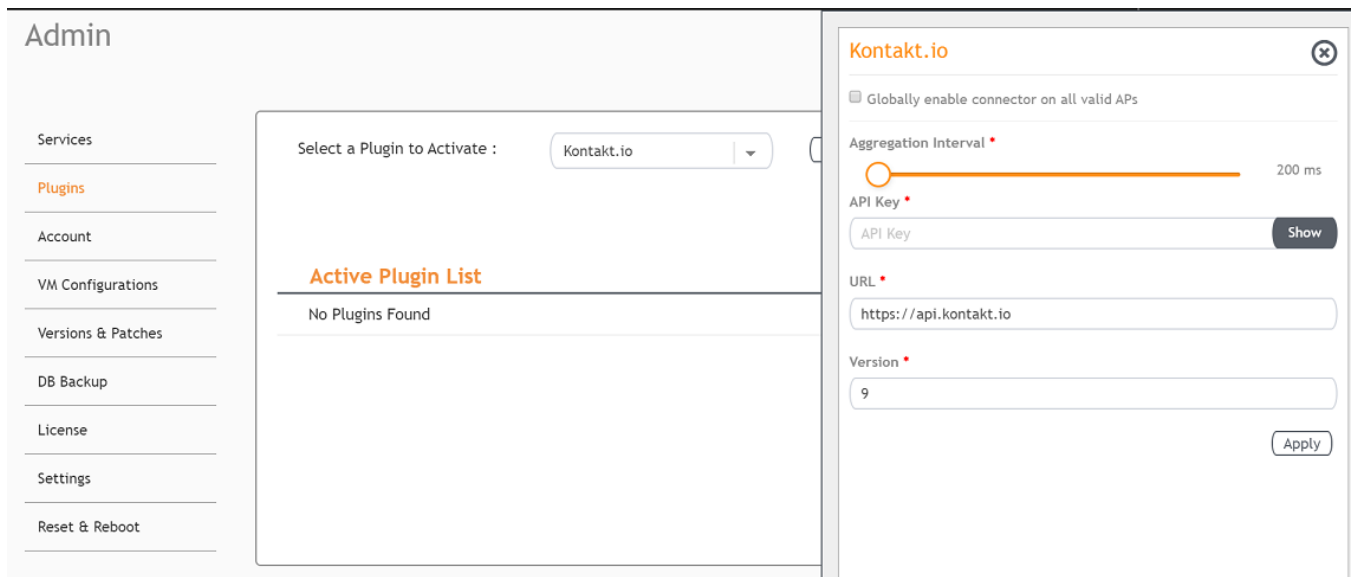 Admin
Services
Plugins
Account
VM Configurations
Versions & Patches
DB Backup
License
Settings
Reset & Reboot
Select a Plugin to Activate :
Kontakt.io
Active Plugin List
No Plugins Found
Kontakt.io
Globally enable connector on all valid APs
Aggregation Interval *
200 ms
API Key *
API Key
Show
URL *
https://api.kontakt.io
Version *
9
Apply